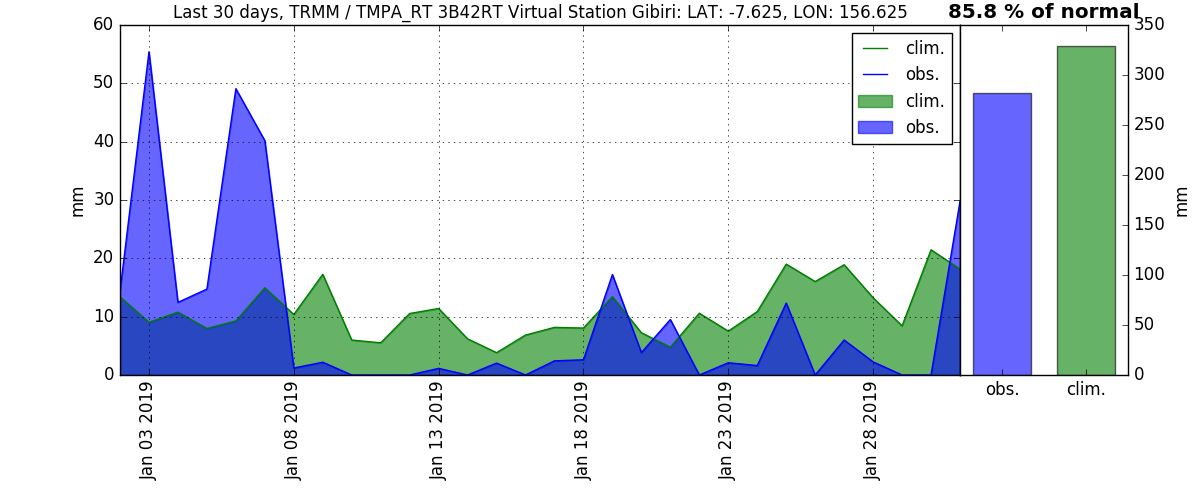 Last 30 days, TRMM / TMPA_RT 3B42RT Virtual Station Gibiri: LAT: -7.625, LON: 156.625
85.8 % of normal
60
50
40
30
20
10
0
mm
clim.
obs.
clim.
obs.
Jan 03 2019
Jan 08 2019
Jan 13 2019
Jan 18 2019
Jan 23 2019
Jan 28 2019
350
300
250
200
150
100
50
0
mm
obs.
clim.